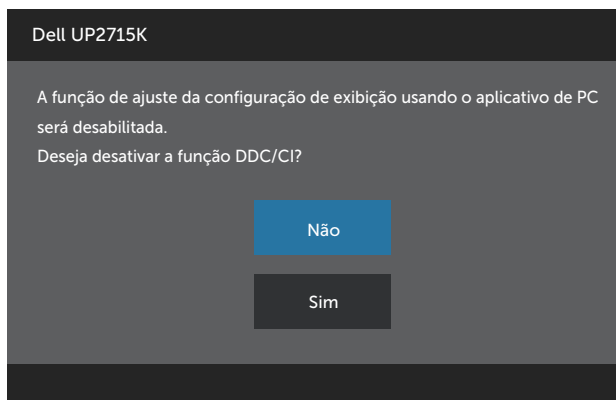 Dell UP2715K
A função de ajuste da configuração de exibição usando o aplicativo de PC
será desabilitada.
Deseja desativar a função DDC/CI?
Não
Sim